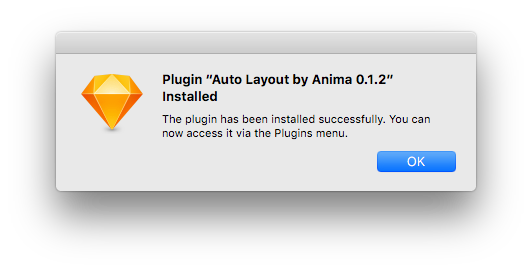 Plugin "Auto Layout by Anima 0.1.2"
Installed
The plugin has been installed successfully. You can
now access it via the Plugins menu.
OK